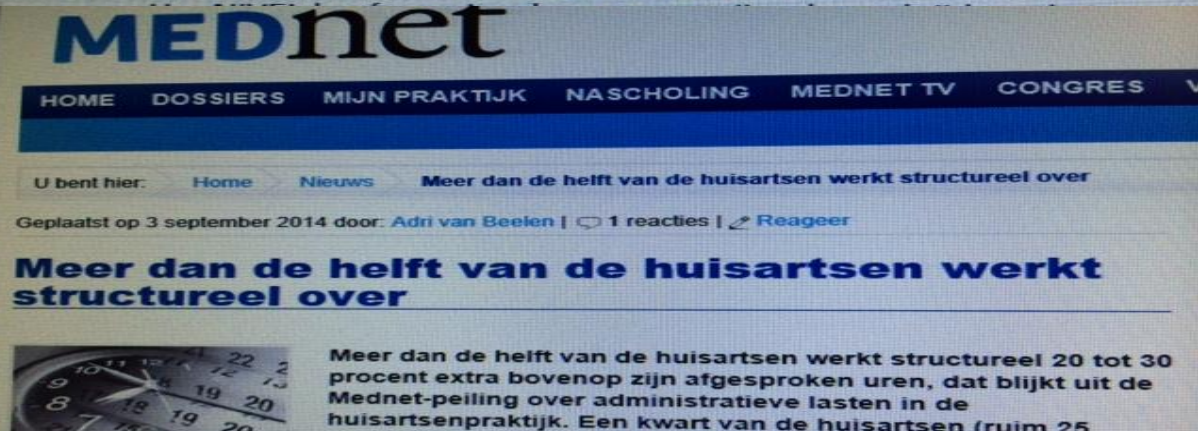 MEDnet
HOME DOSSIERS MIJN PRAKTIJK NASCHOLING MEDNET TV CONGRES
U bent hier: Home Nieuws Meer dan de helft van de huisartsen werkt structureel over
Geplaatst op 3 september 2014 door: Adri van Beelen | 1 reacties | Reageer
Meer dan de helft van de huisartsen werkt
structureel over
Meer dan de helft van de huisartsen werkt structureel 20 tot 30
procent extra bovenop zijn afgesproken uren, dat blijkt uit de
Mednet-peiling over administratieve lasten in de
huisartsenpraktijk. Een kwart van de huisartsen (ruim 25